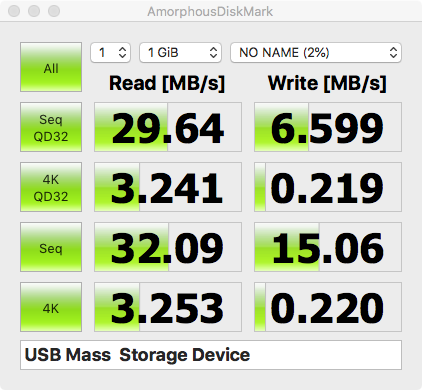 AmorphousDiskMark
All 1 1 GiB NO NAME (2%)
Read [MB/s] Write [MB/s]
Seq QD32 29.64 6.599
4K QD32 3.241 0.219
Seq 32.09 15.06
4K 3.253 0.220
USB Mass  Storage Device